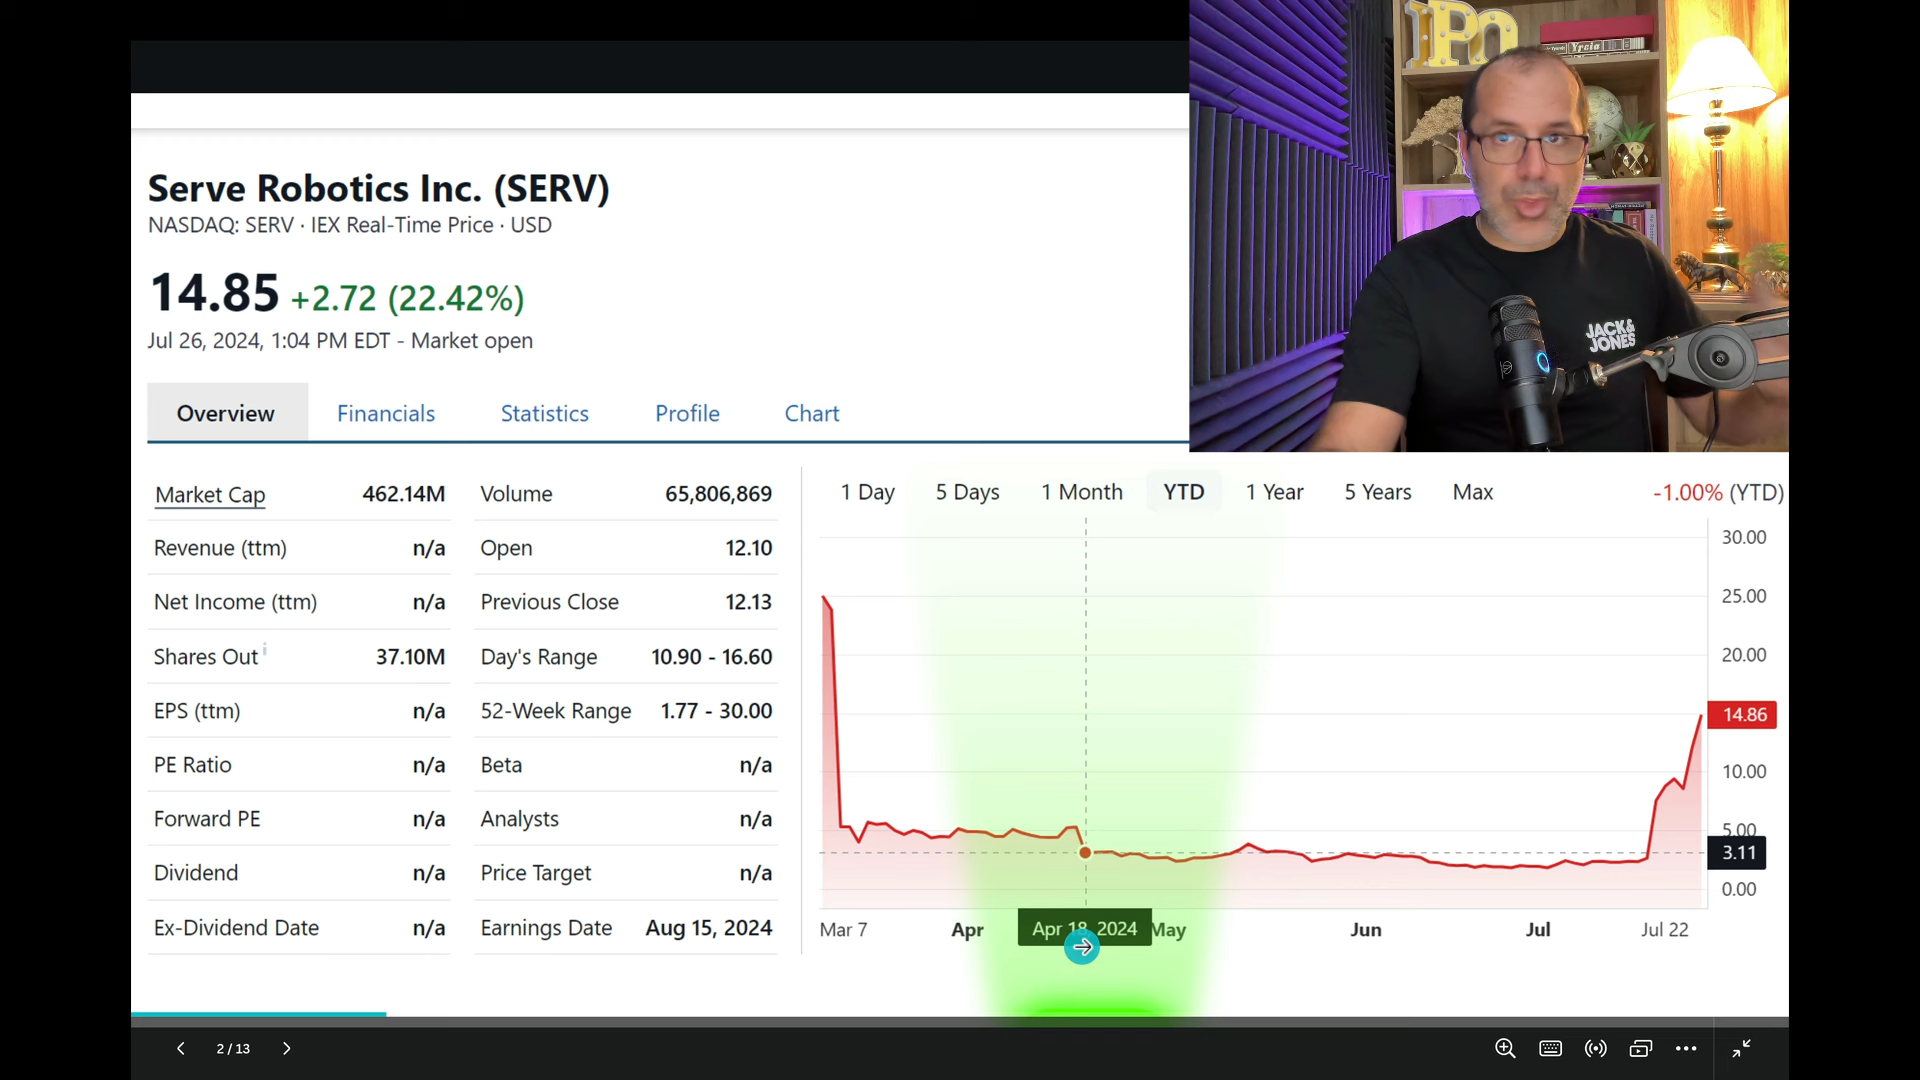 IPO
Yrcia
JACK&
JONES
Serve Robotics Inc. (SERV)
NASDAQ: SERV · IEX Real-Time Price · USD
14.85 +2.72 (22.42%)
Jul 26, 2024, 1:04 PM EDT - Market open
Overview Financials Statistics Profile Chart
Market Cap 462.14M Volume 65,806,869
Revenue (ttm) n/a Open 12.10
Net Income (ttm) n/a Previous Close 12.13
Shares Out i 37.10M Day's Range 10.90 - 16.60
EPS (ttm) n/a 52-Week Range 1.77 - 30.00
PE Ratio n/a Beta n/a
Forward PE n/a Analysts n/a
Dividend n/a Price Target n/a
Ex-Dividend Date n/a Earnings Date Aug 15, 2024
1 Day 5 Days 1 Month YTD 1 Year 5 Years Max -1.00% (YTD)
30.00
25.00
20.00
14.86
10.00
5.00
3.11
0.00
Mar 7 Apr Apr 18, 2024 May Jun Jul Jul 22
2 / 13